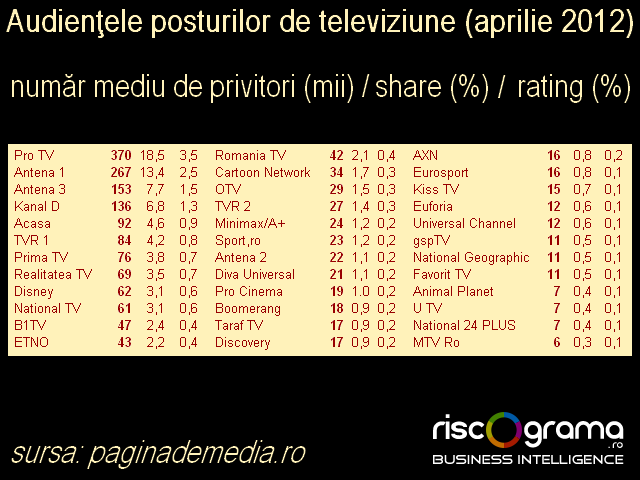 Audienţele posturilor de televiziune (aprilie 2012)
număr mediu de privitori (mii) / share (%) / rating (%)
Pro TV 370 18,5 3,5 Romania TV 42 2,1 0,4 AXN 16 0,8 0,2
Antena 1 267 13,4 2,5 Cartoon Network 34 1,7 0,3 Eurosport 16 0,8 0,1
Antena 3 153 7,7 1,5 OTV 29 1,5 0,3 Kiss TV 15 0,7 0,1
Kanal D 136 6,8 1,3 TVR 2 27 1,4 0,3 Euforia 12 0,6 0,1
Acasa 92 4,6 0,9 Minimax/A+ 24 1,2 0,2 Universal Channel 12 0,6 0,1
TVR 1 84 4,2 0,8 Sport,ro 23 1,2 0,2 gspTV 11 0,5 0,1
Prima TV 76 3,8 0,7 Antena 2 22 1,1 0,2 National Geographic 11 0,5 0,1
Realitatea TV 69 3,5 0,7 Diva Universal 21 1,1 0,2 Favorit TV 11 0,5 0,1
Disney 62 3,1 0,6 Pro Cinema 19 1.0 0,2 Animal Planet 7 0,4 0,1
National TV 61 3,1 0,6 Boomerang 18 0,9 0,2 U TV 7 0,4 0,1
B1TV 47 2,4 0,4 Taraf TV 17 0,9 0,2 National 24 PLUS 7 0,4 0,1
ETNO 43 2,2 0,4 Discovery 17 0,9 0,2 MTV Ro 6 0,3 0,1
riscOgrama.ro
BUSINESS INTELLIGENCE
sursa: paginademedia.ro